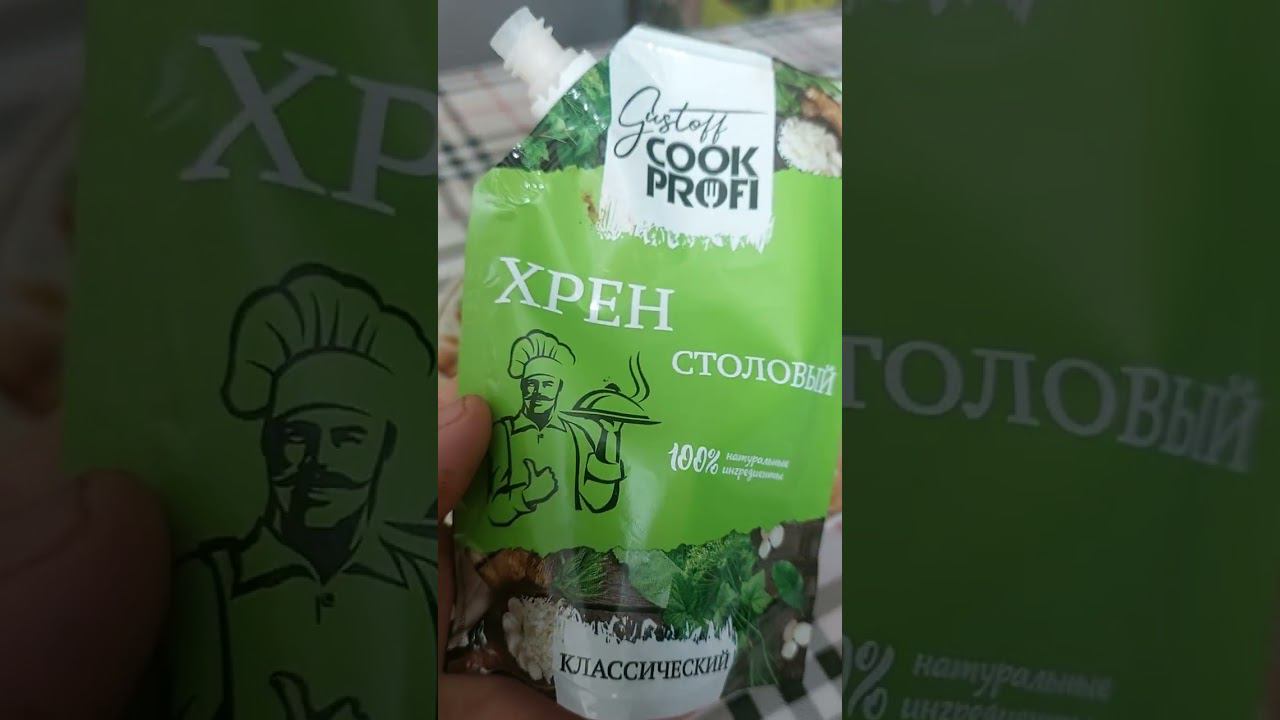 Gustoff
COOK
PROFI
ХРЕН
СТОЛОВЫЙ
100% натуральные
ингредиенты
КЛАССИЧЕСКИЙ